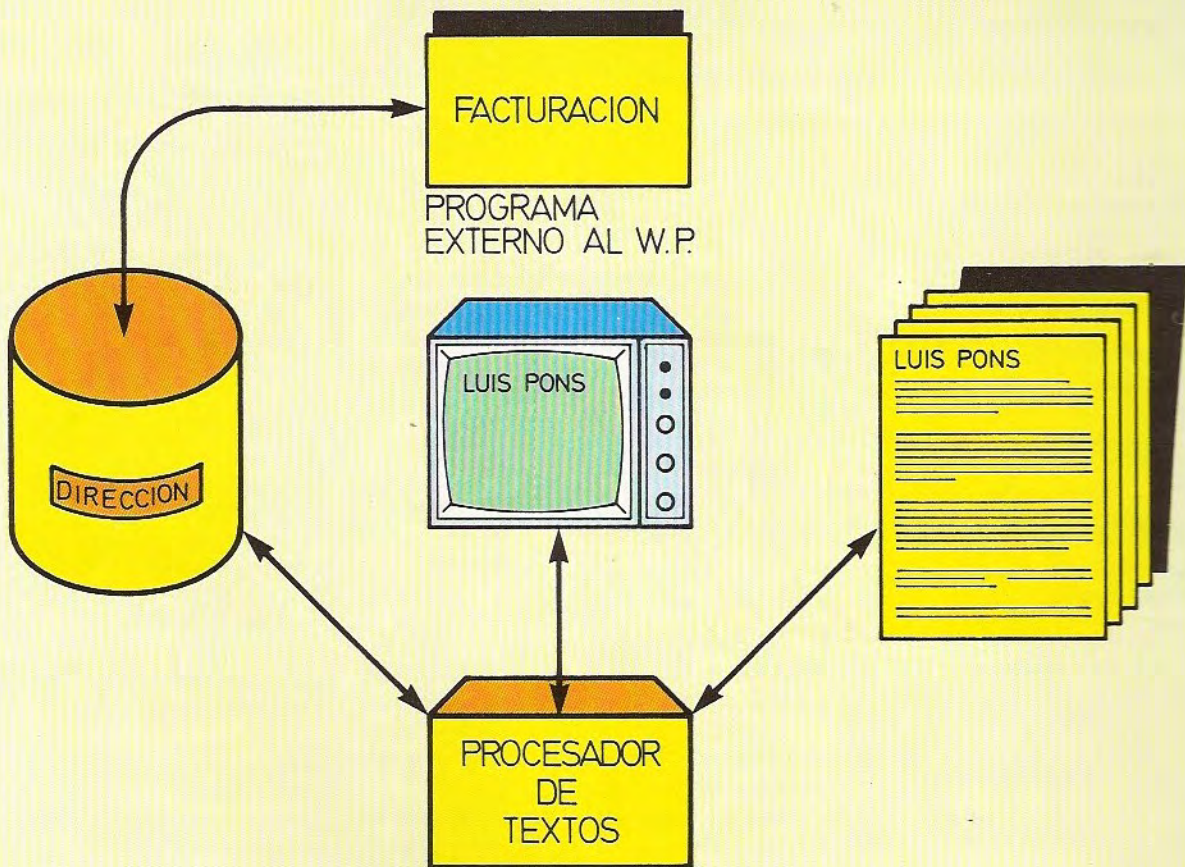 FACTURACION
PROGRAMA
EXTERNO AL W.P.
LUIS PONS
LUIS PONS
DIRECCION
PROCESADOR
DE
TEXTOS